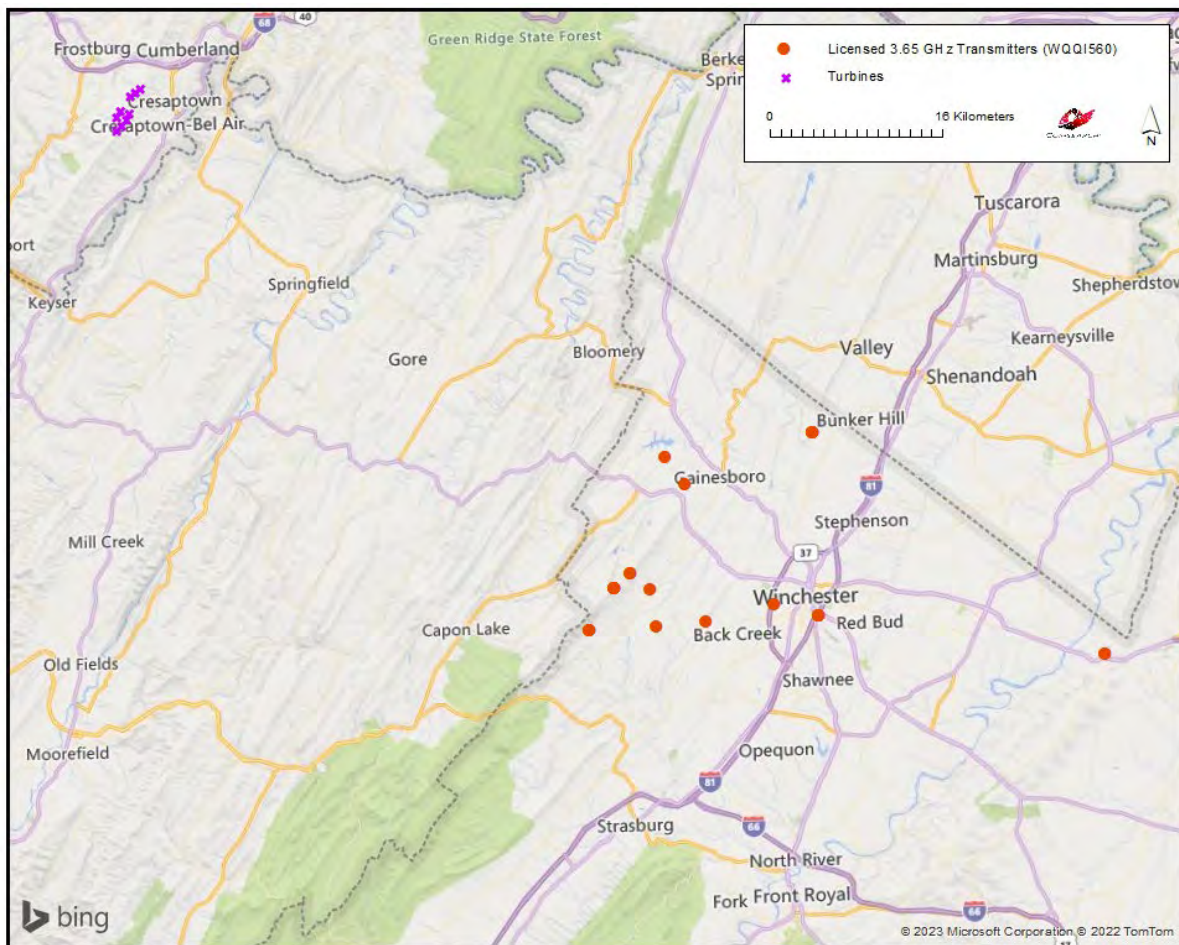 40
68
Frostburg Cumberland
Green Ridge State Forest
Licensed 3.65 GHz Transmitters (WQQI560)
Turbines
0 16 Kilometers
N
Cresaptown
Cresaptown-Bel Air
Tuscarora
Martinsburg
Keyser
Springfield
Kearneysville
Bloomery
Gore
Valley
Shenandoah
Bunker Hill
Gainesboro
81
Stephenson
Mill Creek
37
Winchester
Capon Lake
Back Creek
Red Bud
Old Fields
Shawnee
Moorefield
Opequon
81
Strasburg
66
North River
Fork Front Royal
66
bing
© 2023 Microsoft Corporation © 2022 TomTom